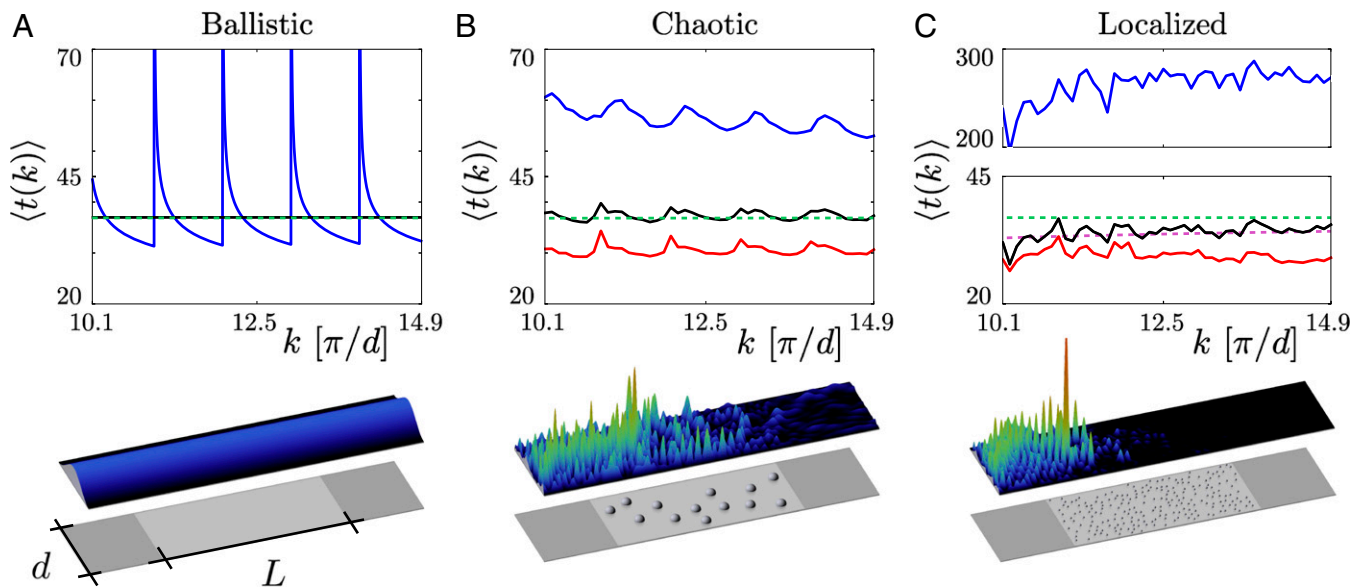 A Ballistic
70
45
20
⟨t(k)⟩
10.1 12.5 14.9
k [π/d]
d
L
B Chaotic
70
45
20
⟨t(k)⟩
10.1 12.5 14.9
k [π/d]
C Localized
300
200
45
20
⟨t(k)⟩
10.1 12.5 14.9
k [π/d]